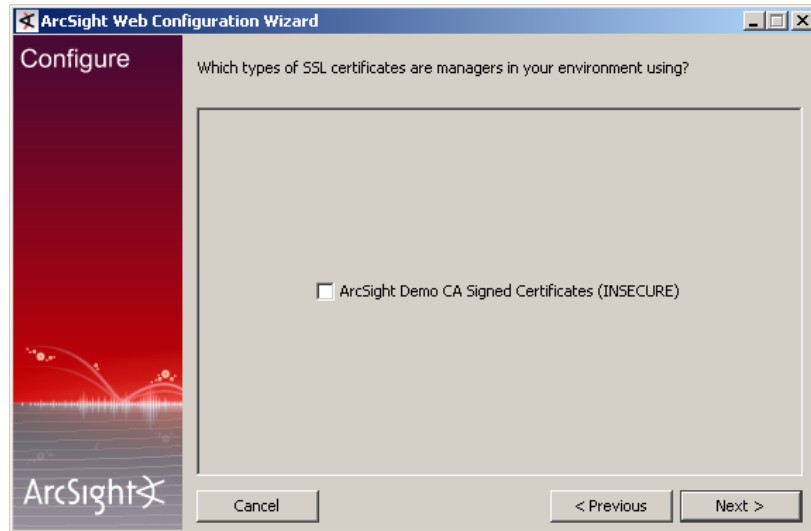 ArcSight Web Configuration Wizard
Configure
Which types of SSL certificates are managers in your environment using?
ArcSight Demo CA Signed Certificates (INSECURE)
ArcSight
Cancel
< Previous
Next >